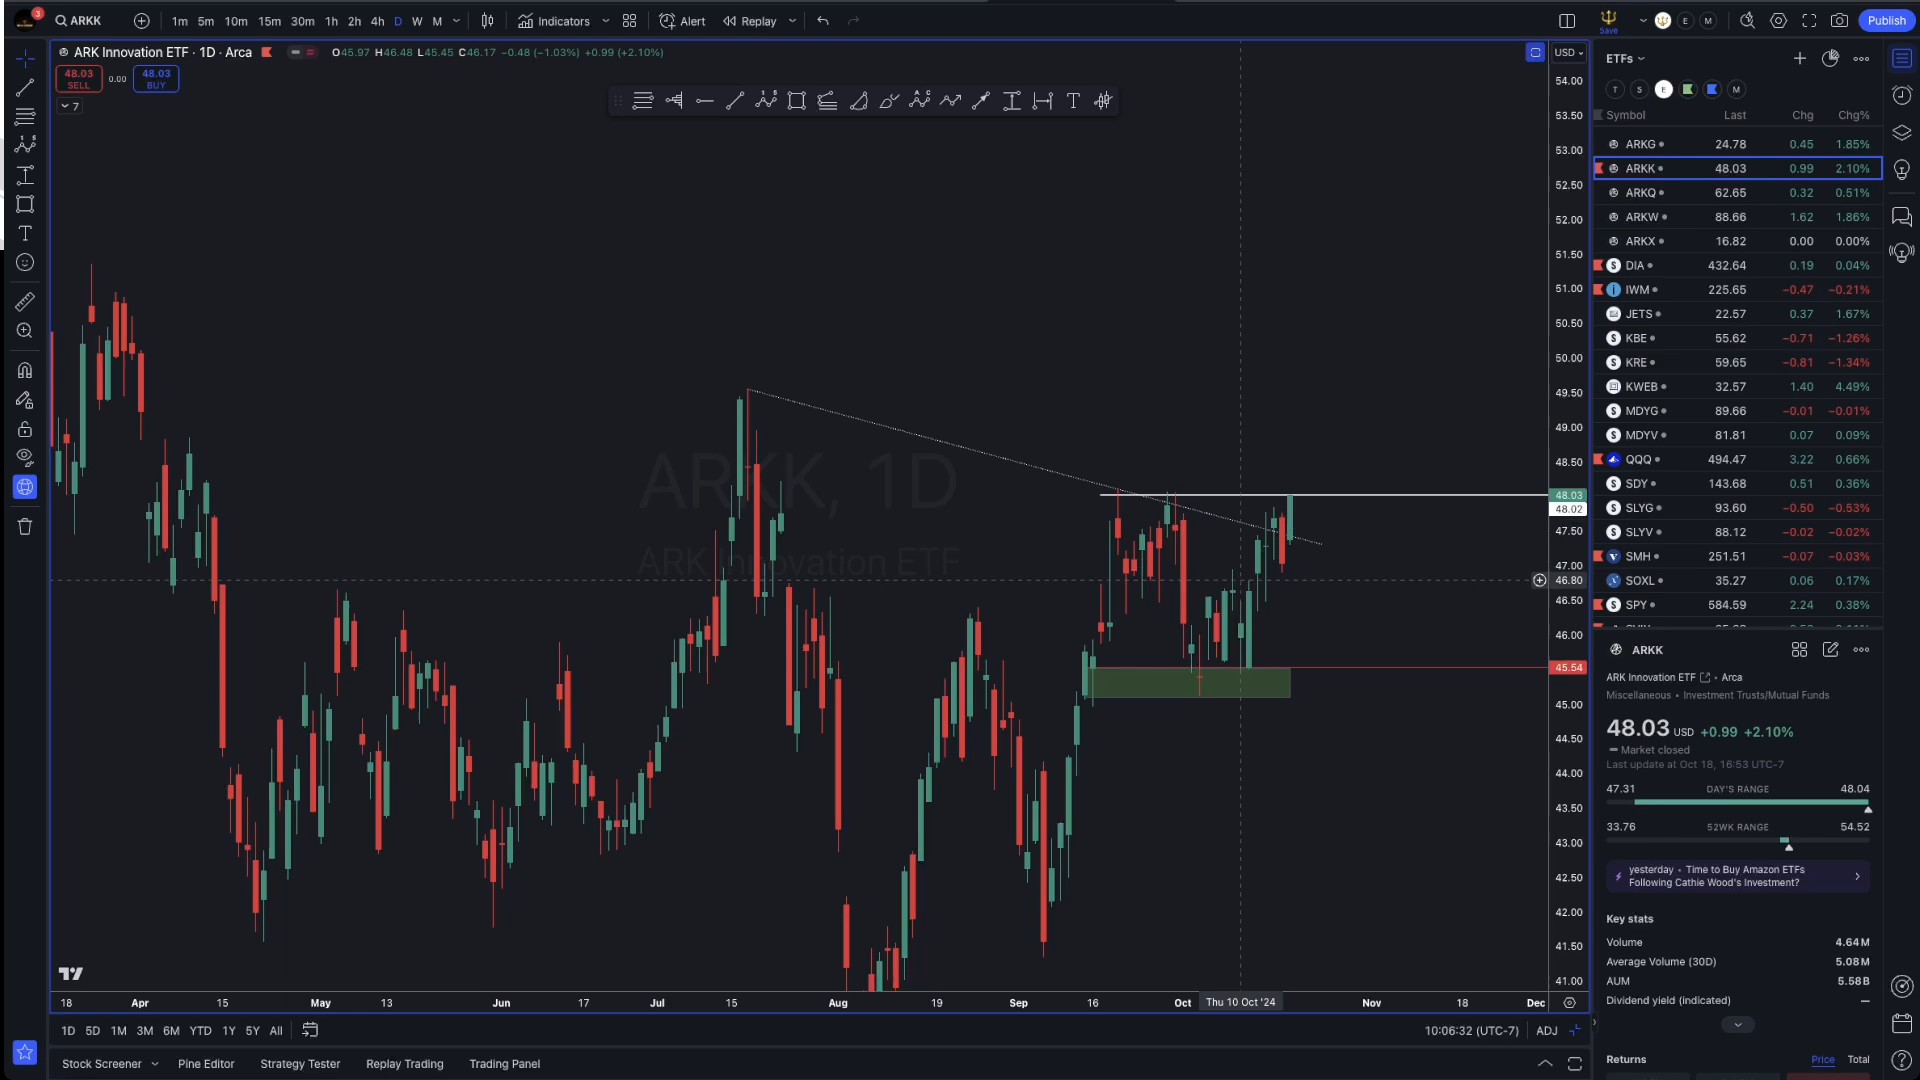 3
ARKK
1m 5m 10m 15m 30m 1h 2h 4h D W M
Indicators
Alert
Replay
Save
E M
Publish
ARK Innovation ETF · 1D · Arca
O45.97 H46.48 L45.45 C46.17 −0.48 (−1.03%) +0.99 (+2.10%)
48.03
SELL
0.00
48.03
BUY
7
ARKK, 1D
ARK Innovation ETF
USD
54.00
53.50
53.00
52.50
52.00
51.50
51.00
50.50
50.00
49.50
49.00
48.50
48.03
48.02
47.50
47.00
46.80
46.50
46.00
45.54
45.00
44.50
44.00
43.50
43.00
42.50
42.00
41.50
41.00
18 Apr 15 May 13 Jun 17 Jul 15 Aug 19 Sep 16 Oct Thu 10 Oct '24 Nov 18 Dec
1D 5D 1M 3M 6M YTD 1Y 5Y All
10:06:32 (UTC-7) ADJ
Stock Screener Pine Editor Strategy Tester Replay Trading Trading Panel
ETFs
T S E M
Symbol Last Chg Chg%
ARKG 24.78 0.45 1.85%
ARKK 48.03 0.99 2.10%
ARKQ 62.65 0.32 0.51%
ARKW 88.66 1.62 1.86%
ARKX 16.82 0.00 0.00%
DIA 432.64 0.19 0.04%
IWM 225.65 −0.47 −0.21%
JETS 22.57 0.37 1.67%
KBE 55.62 −0.71 −1.26%
KRE 59.65 −0.81 −1.34%
KWEB 32.57 1.40 4.49%
MDYG 89.66 −0.01 −0.01%
MDYV 81.81 0.07 0.09%
QQQ 494.47 3.22 0.66%
SDY 143.68 0.51 0.36%
SLYG 93.60 −0.50 −0.53%
SLYV 88.12 −0.02 −0.02%
SMH 251.51 −0.07 −0.03%
SOXL 35.27 0.06 0.17%
SPY 584.59 2.24 0.38%
ARKK
ARK Innovation ETF • Arca
Miscellaneous • Investment Trusts/Mutual Funds
48.03 USD +0.99 +2.10%
Market closed
Last update at Oct 18, 16:53 UTC-7
47.31 DAY'S RANGE 48.04
33.76 52WK RANGE 54.52
yesterday • Time to Buy Amazon ETFs
Following Cathie Wood's Investment?
Key stats
Volume 4.64M
Average Volume (30D) 5.08M
AUM 5.58B
Dividend yield (indicated) —
Returns Price Total